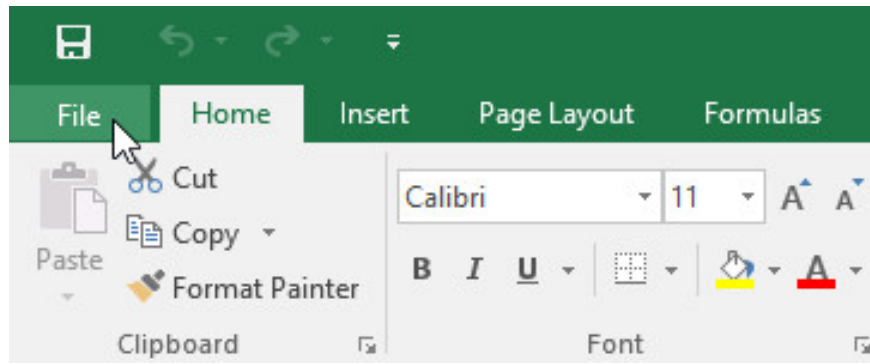 File Home Insert Page Layout Formulas
Cut
Calibri 11 A A
Copy
Paste
B I U A
Format Painter
Clipboard Font